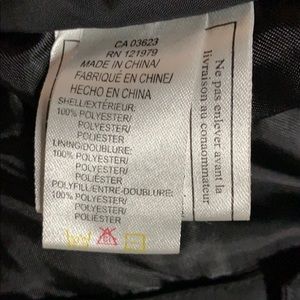 CA 03623
RN 121979
MADE IN CHINA/
FABRIQUÉ EN CHINE/
HECHO EN CHINA
SHELL/EXTÉRIEUR:
100% POLYESTER/
POLYESTER/
POLIESTER
LINING/DOUBLURE:
100% POLYESTER/
POLYESTER/
POLIÉSTER
POLYFILL/ENTRE-DOUBLURE:
100% POLYESTER/
POLYESTER/
POLIESTER
Ne pas enlever avant la
livraison au consommateur